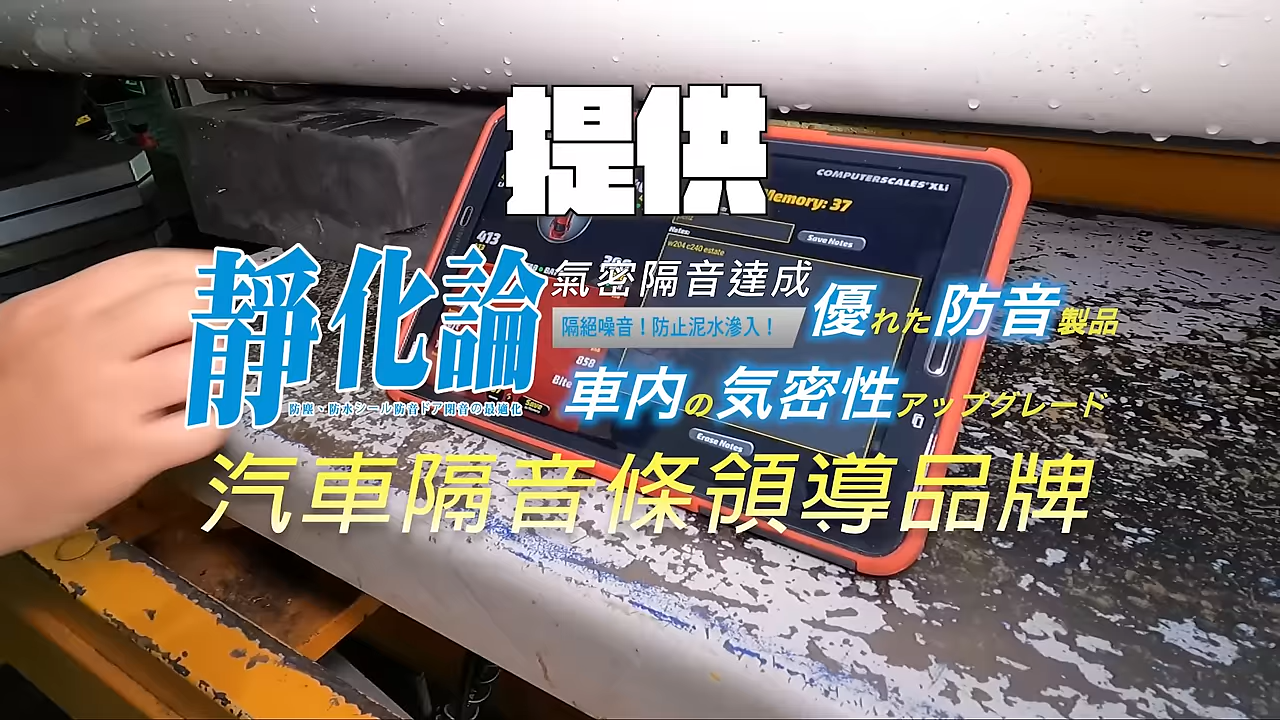 提供
COMPUTERSCALES XLi
Memory: 37
Notes:
Save Notes
w204 c240 estate
413
靜化論
氣密隔音達成
隔絕噪音！防止泥水滲入！
優れた防音製品
858
Bite
車内の気密性アップグレード
防塵、防水シール防音ドア閉音の最進化
Save
Erase Notes
汽車隔音條領導品牌